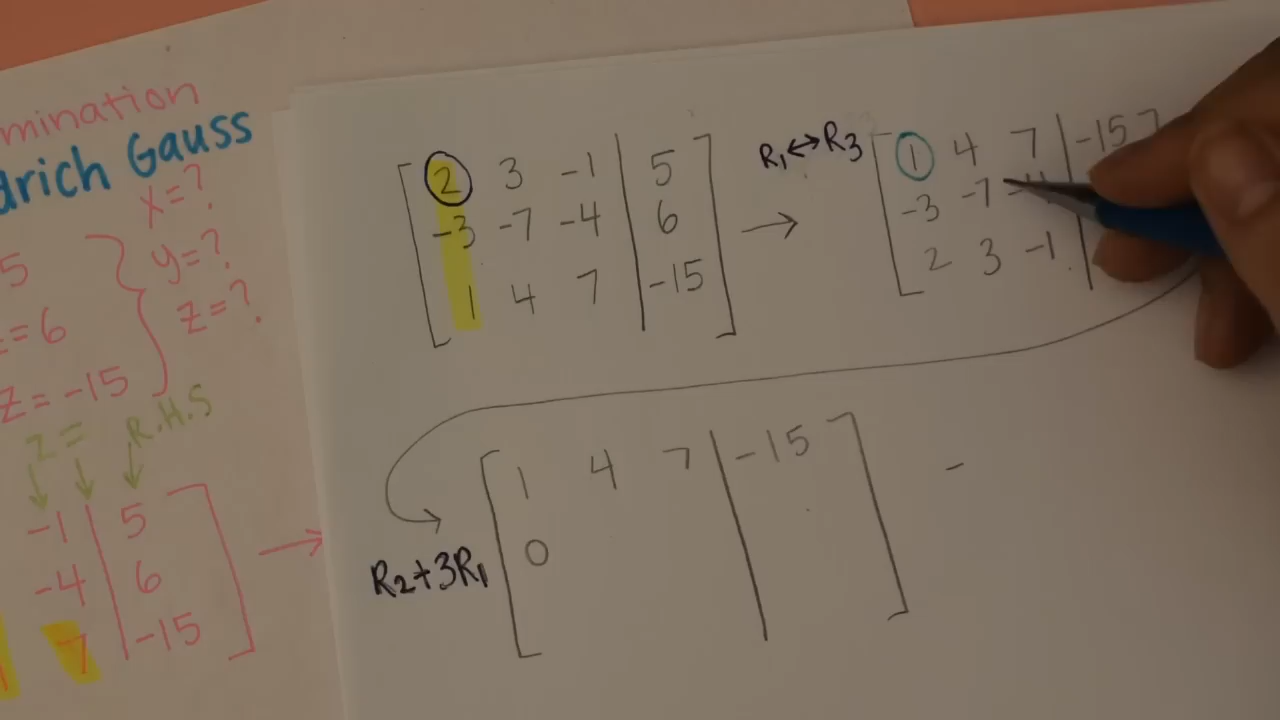 mination
drich Gauss
x=?
5 y=?
z=6 z=?
z=-15
z = R.H.S
-1 5
-4 6
7 -15
2 3 -1 5
-3 -7 -4 6
1 4 7 -15
R1↔R3
1 4 7 -15
-3 -7
2 3 -1
1 4 7 -15
R2+3R1 0
-